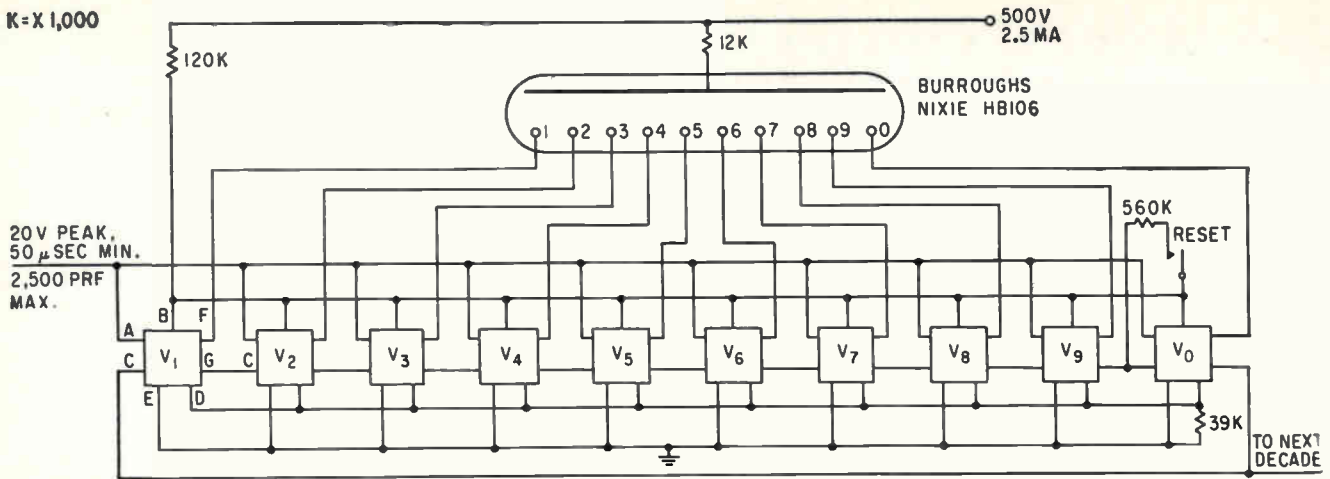 K=X 1,000
500V
2.5 MA
120K
12K
BURROUGHS
NIXIE HB106
1 2 3 4 5 6 7 8 9 0
560K
RESET
20 V PEAK,
50 μ SEC MIN.
2,500 PRF
MAX.
B F
A
C V1 G C V2 V3 V4 V5 V6 V7 V8 V9 V0
E D
39K
TO NEXT
DECADE